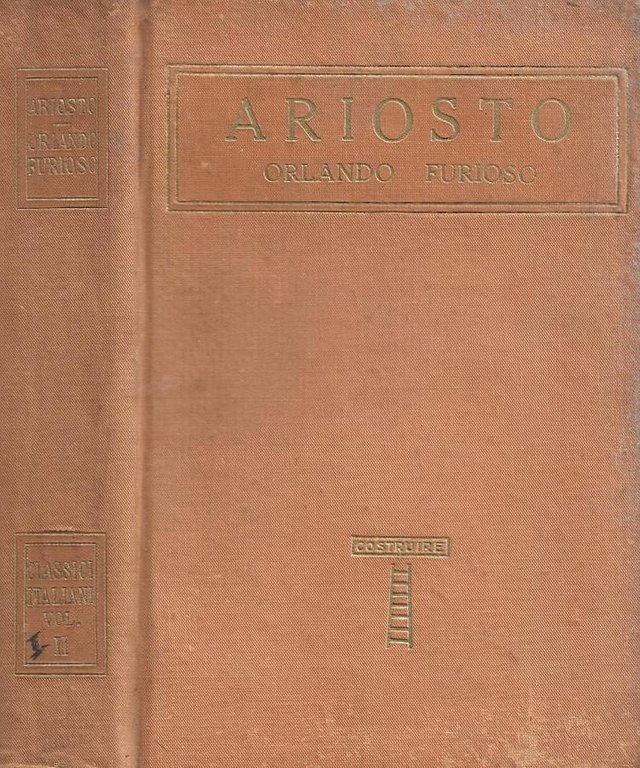 ARIOSTO
ORLANDO
FURIOSO
CLASSICI
ITALIANI
VOL.
II
ARIOSTO
ORLANDO FURIOSO
COSTRUIRE